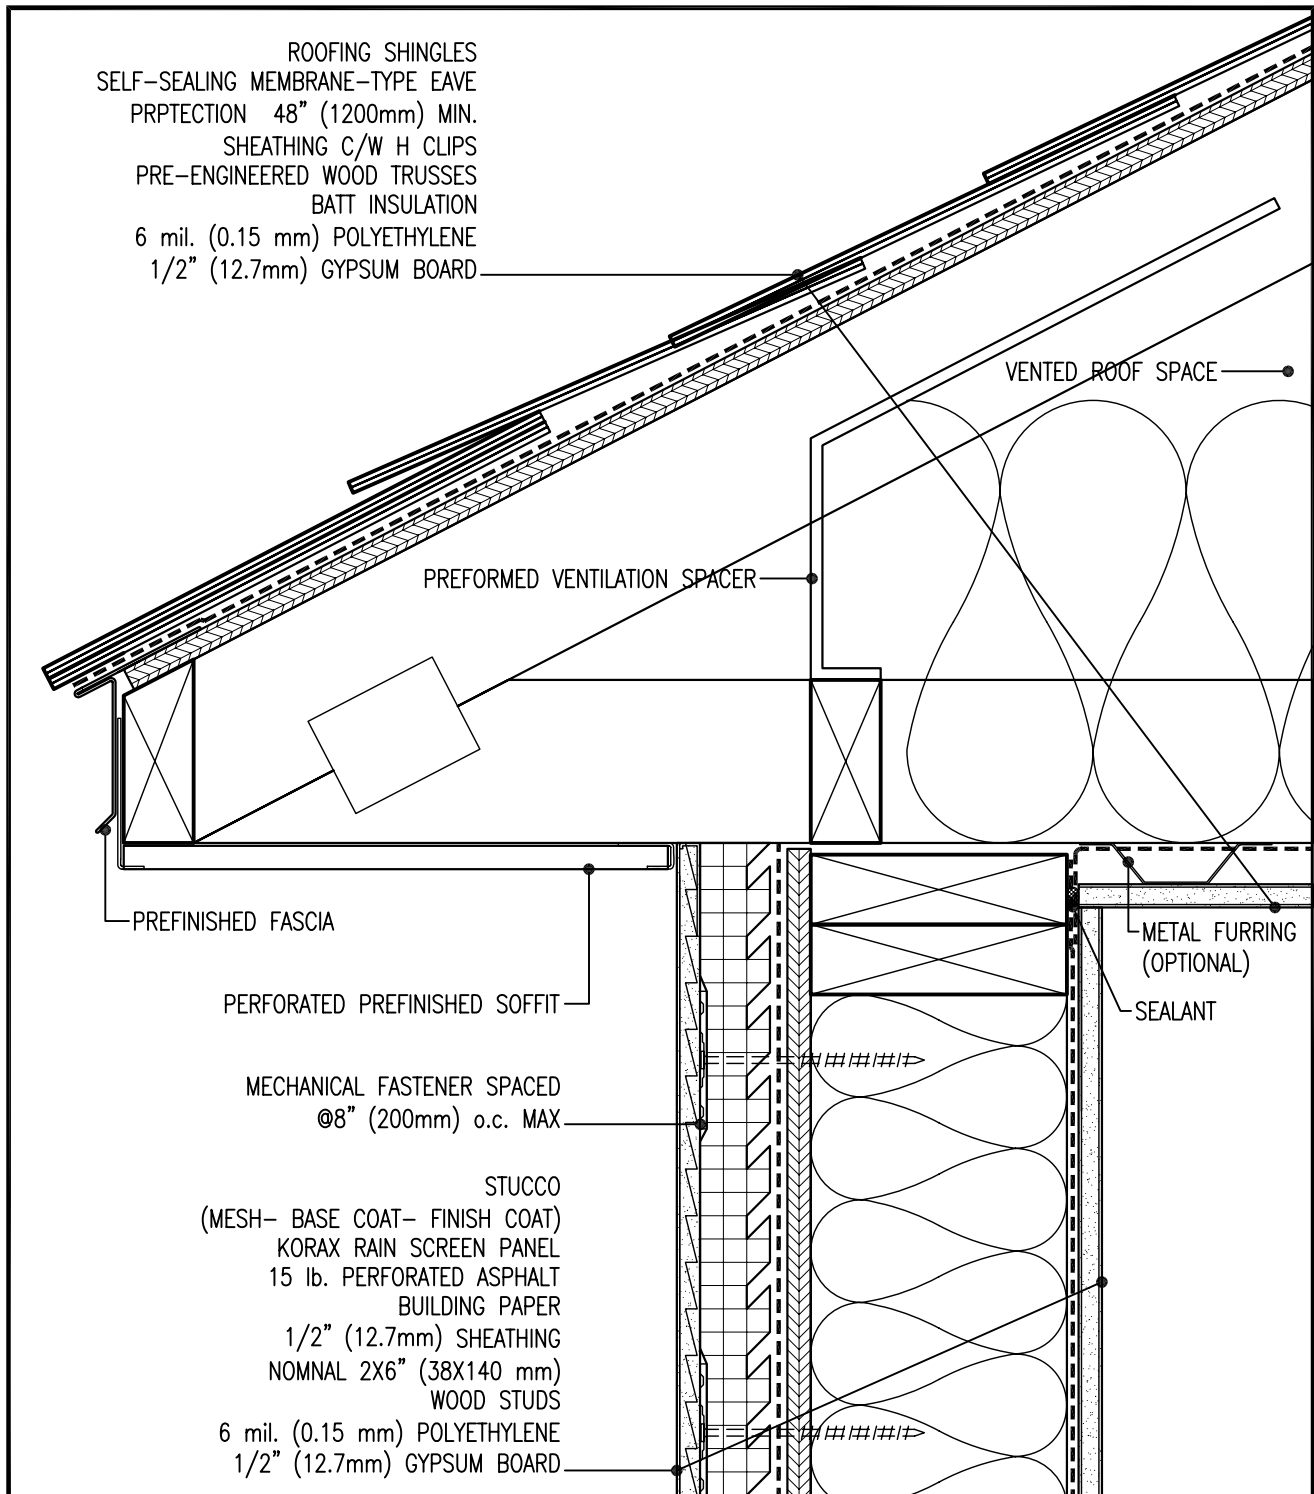 ROOFING SHINGLES
SELF-SEALING MEMBRANE-TYPE EAVE
PRPTECTION 48" (1200mm) MIN.
SHEATHING C/W H CLIPS
PRE-ENGINEERED WOOD TRUSSES
BATT INSULATION
6 mil. (0.15 mm) POLYETHYLENE
1/2" (12.7mm) GYPSUM BOARD
VENTED ROOF SPACE
PREFORMED VENTILATION SPACER
PREFINISHED FASCIA
METAL FURRING
(OPTIONAL)
PERFORATED PREFINISHED SOFFIT
SEALANT
MECHANICAL FASTENER SPACED
@8" (200mm) o.c. MAX
STUCCO
(MESH- BASE COAT- FINISH COAT)
KORAX RAIN SCREEN PANEL
15 lb. PERFORATED ASPHALT
BUILDING PAPER
1/2" (12.7mm) SHEATHING
NOMNAL 2X6" (38X140 mm)
WOOD STUDS
6 mil. (0.15 mm) POLYETHYLENE
1/2" (12.7mm) GYPSUM BOARD